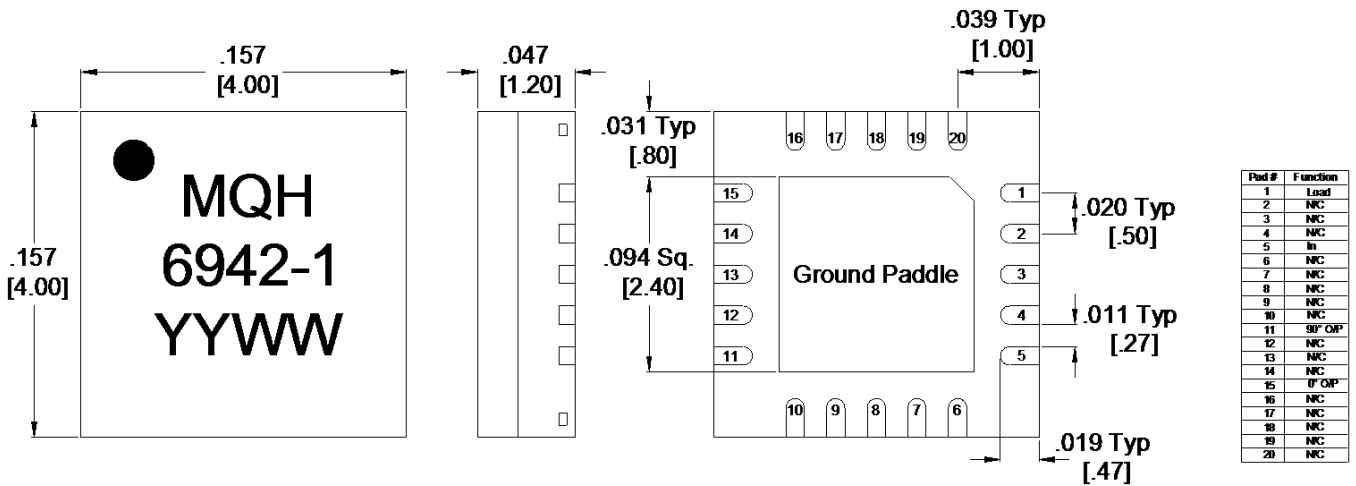 .157
[4.00]
.157
[4.00]
MQH
6942-1
YYWW
.047
[1.20]
.039 Typ
[1.00]
.031 Typ
[.80]
.094 Sq.
[2.40]
16 17 18 19 20
15
14
13
12
11
Ground Paddle
1
2
3
4
5
10 9 8 7 6
.020 Typ
[.50]
.011 Typ
[.27]
.019 Typ
[.47]
Pad # Function
1 Load
2 N/C
3 N/C
4 N/C
5 In
6 N/C
7 N/C
8 N/C
9 N/C
10 N/C
11 90° O/P
12 N/C
13 N/C
14 N/C
15 0° O/P
16 N/C
17 N/C
18 N/C
19 N/C
20 N/C